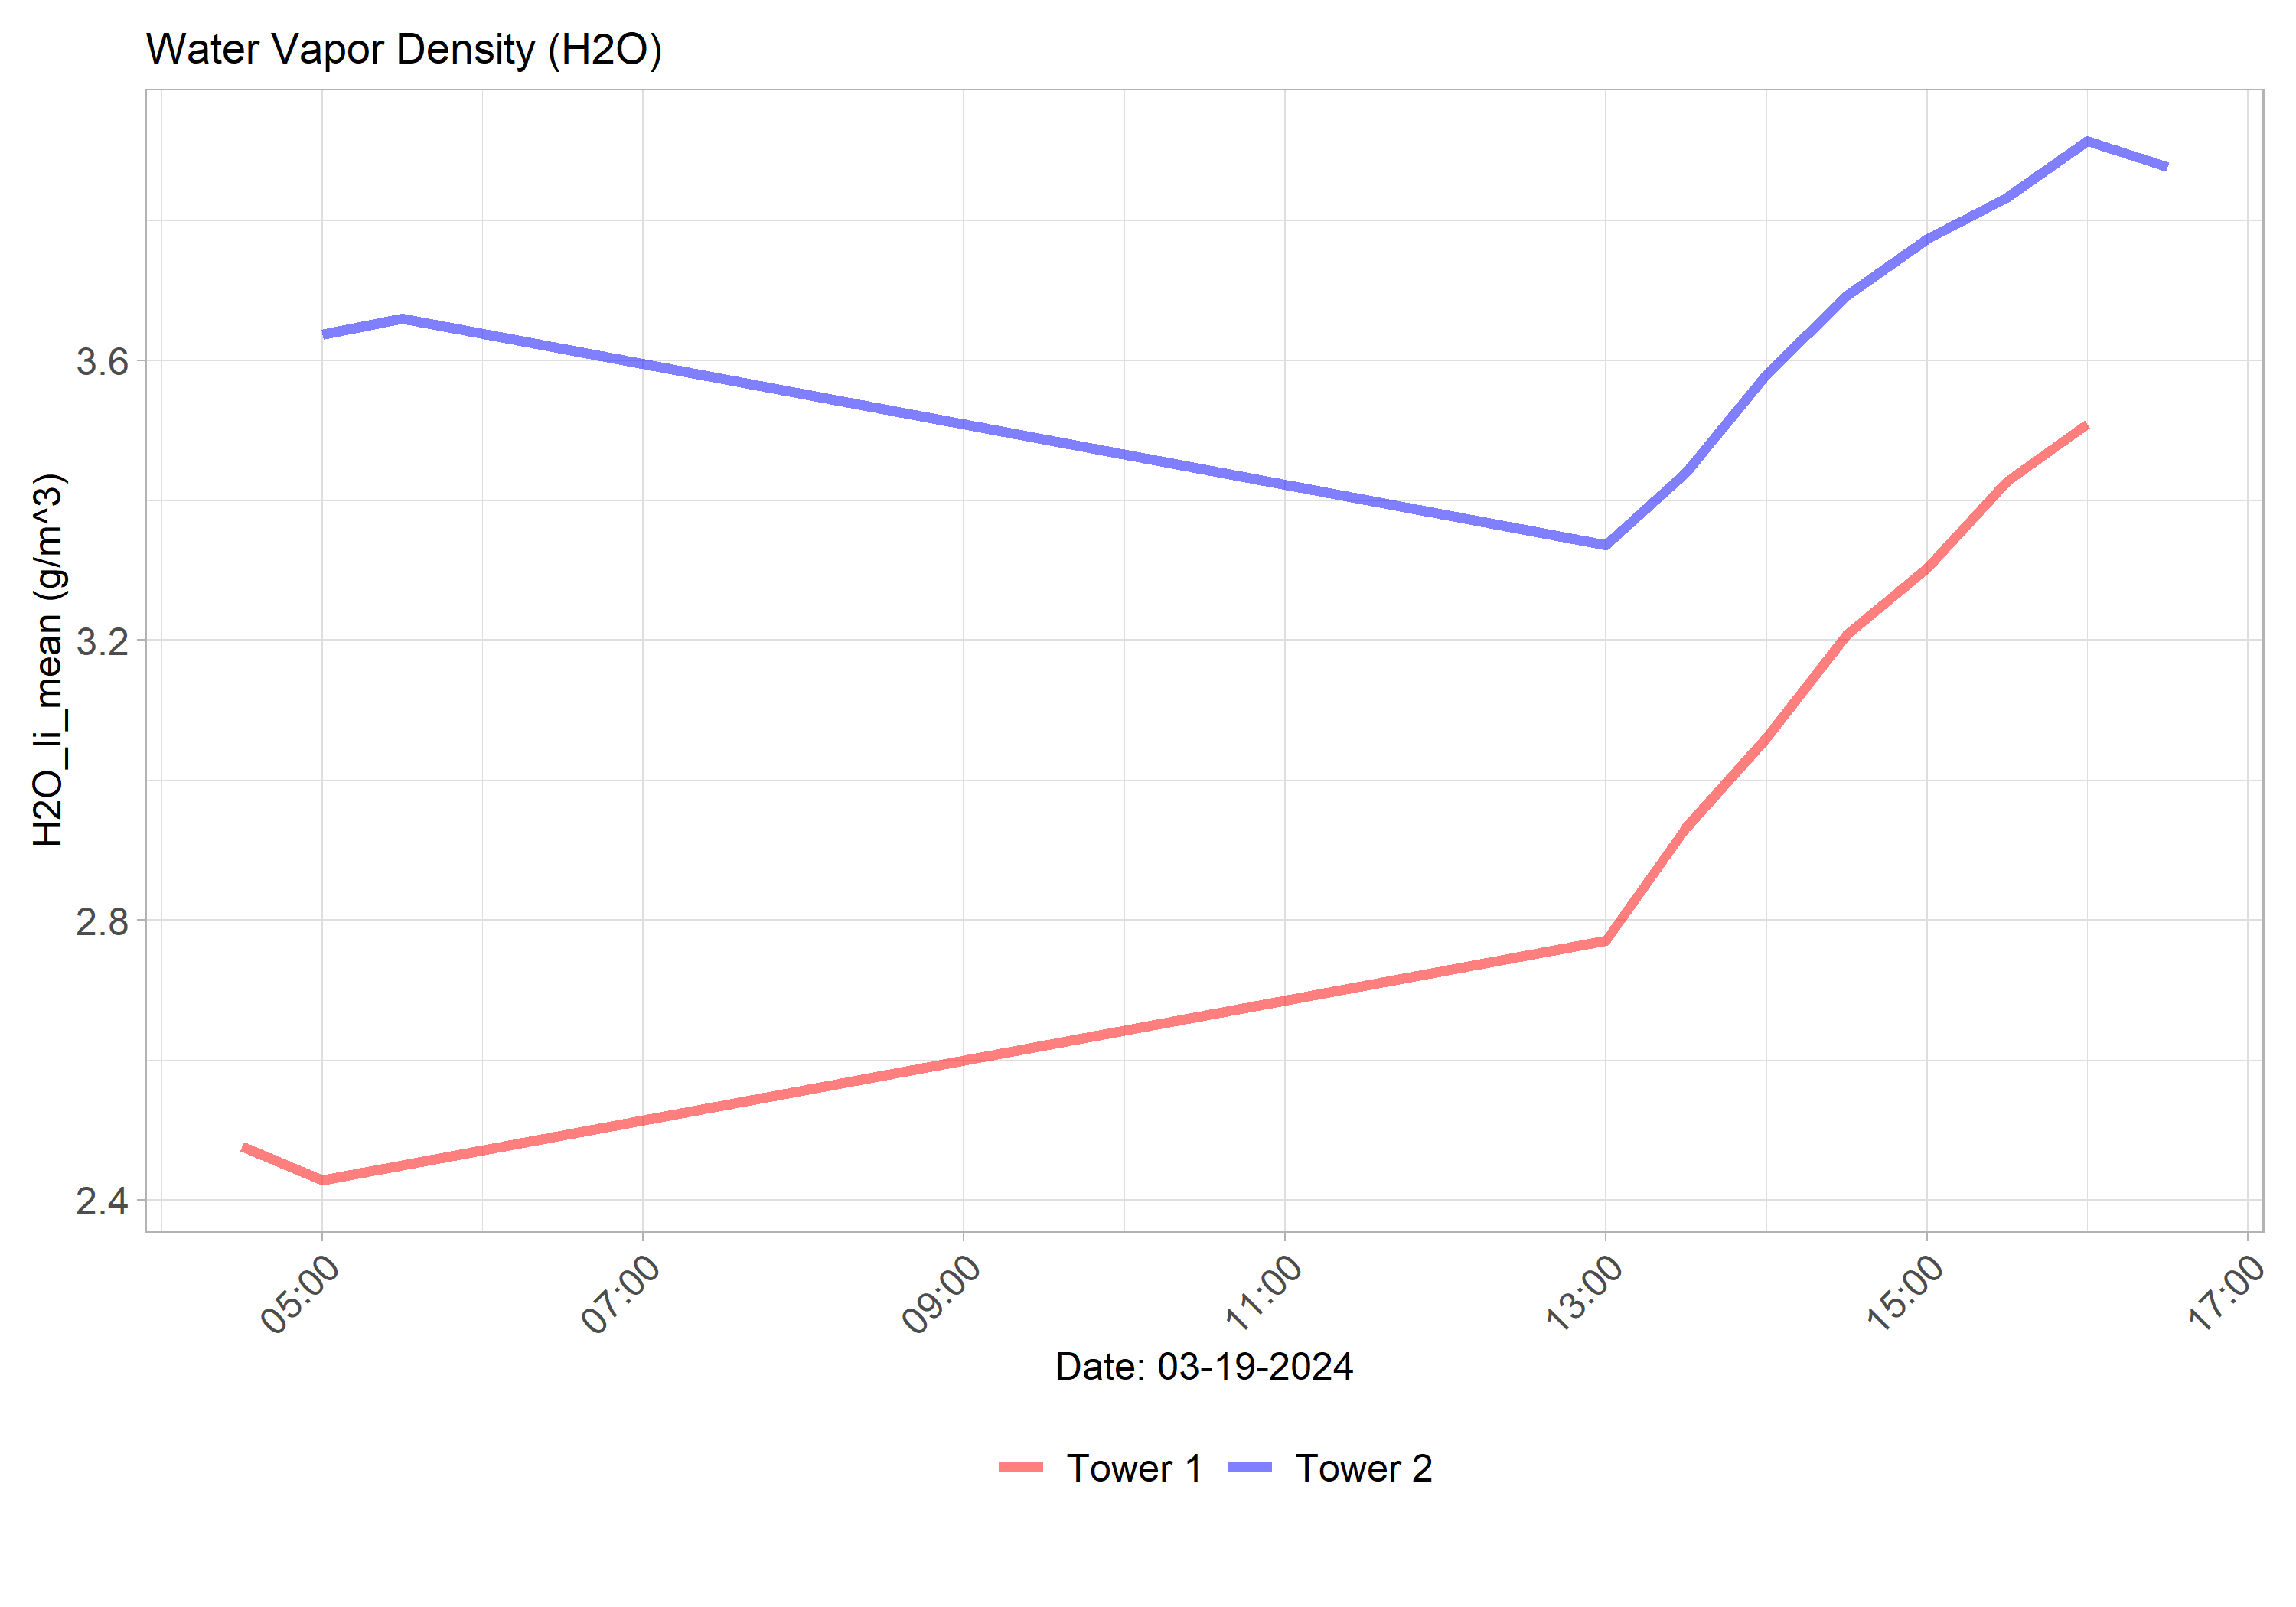 Water Vapor Density (H2O)
H2O_li_mean (g/m^3)
3.6
3.2
2.8
2.4
05:00
07:00
09:00
11:00
13:00
15:00
17:00
Date: 03-19-2024
Tower 1
Tower 2